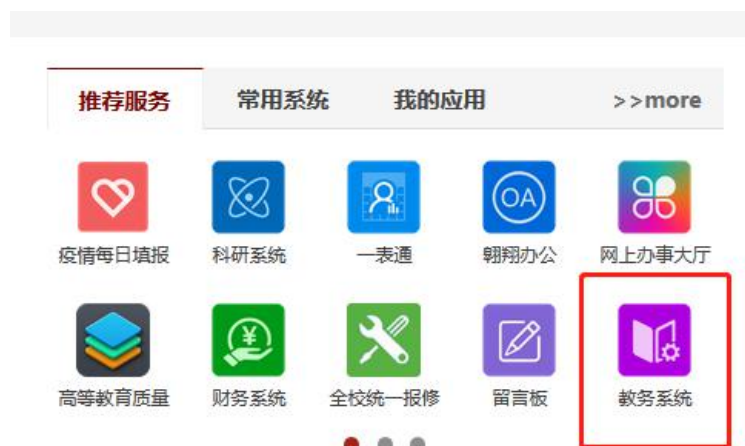 推荐服务 常用系统 我的应用 >>more
OA
疫情每日填报 科研系统 一表通 翱翔办公 网上办事大厅
¥
高等教育质量 财务系统 全校统一报修 留言板 教务系统